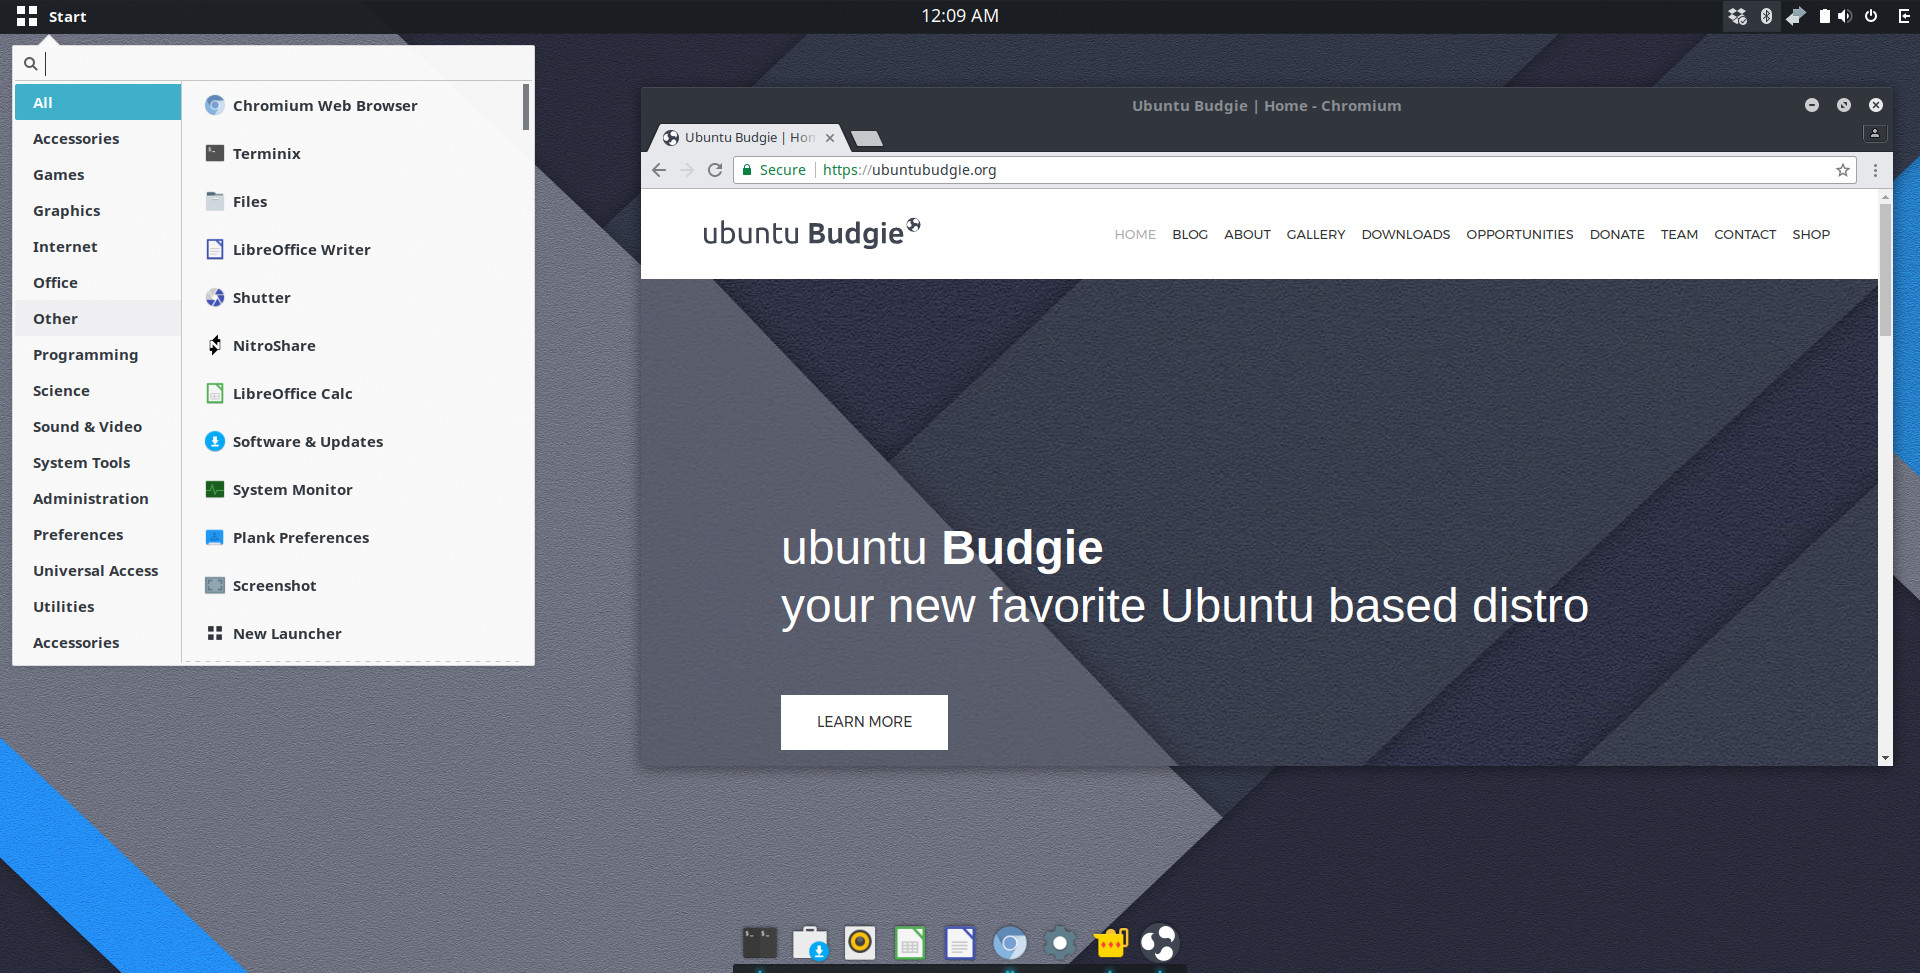 Start
12:09 AM
All
Accessories
Games
Graphics
Internet
Office
Other
Programming
Science
Sound & Video
System Tools
Administration
Preferences
Universal Access
Utilities
Accessories
Chromium Web Browser
Terminix
Files
LibreOffice Writer
Shutter
NitroShare
LibreOffice Calc
Software & Updates
System Monitor
Plank Preferences
Screenshot
New Launcher
Ubuntu Budgie | Home - Chromium
Ubuntu Budgie | Hom
Secure https://ubuntubudgie.org
ubuntu Budgie
HOME BLOG ABOUT GALLERY DOWNLOADS OPPORTUNITIES DONATE TEAM CONTACT SHOP
ubuntu Budgie
your new favorite Ubuntu based distro
LEARN MORE